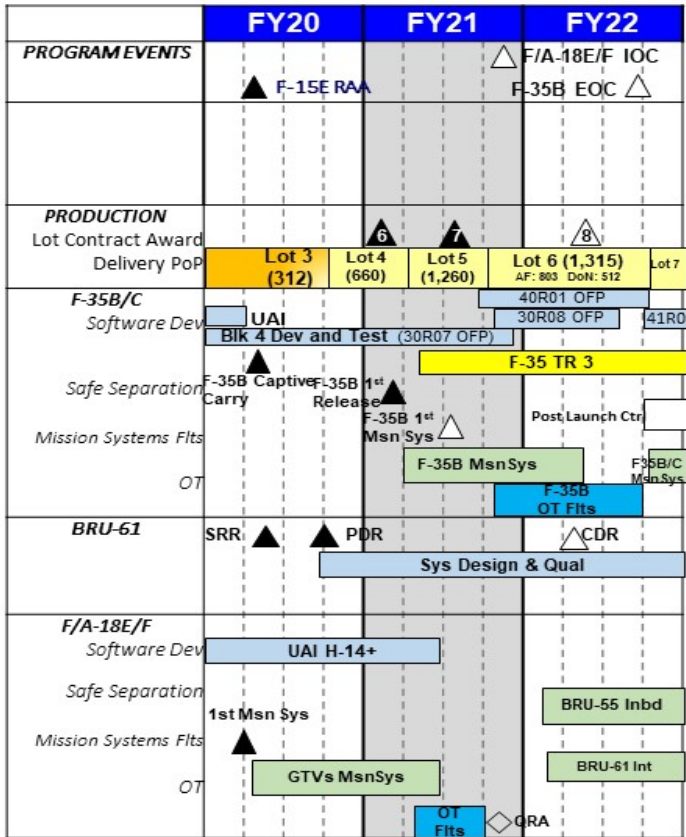 FY20 FY21 FY22
PROGRAM EVENTS
F/A-18E/F IOC
F-15E RAA
F-35B EOC
PRODUCTION
Lot Contract Award
6 7 8
Delivery PoP
Lot 3
(312)
Lot 4
(660)
Lot 5
(1,260)
Lot 6 (1,315)
AF: 803 DoN: 512
Lot 7
F-35B/C
40R01 OFP
Software Dev
UAI
30R08 OFP
41R0
Blk 4 Dev and Test (30R07 OFP)
F-35 TR 3
Safe Separation
F-35B Captive
Carry
F-35B 1st
Release
F-35B 1st
Msn Sys
Post Launch Ctrl
Mission Systems Flts
F-35B MsnSys
F35B/C
MsnSys
OT
F-35B
OT Flts
BRU-61
SRR
PDR
CDR
Sys Design & Qual
F/A-18E/F
Software Dev
UAI H-14+
Safe Separation
BRU-55 Inbd
1st Msn Sys
Mission Systems Flts
BRU-61 Int
OT
GTVs MsnSys
OT
Flts
QRA